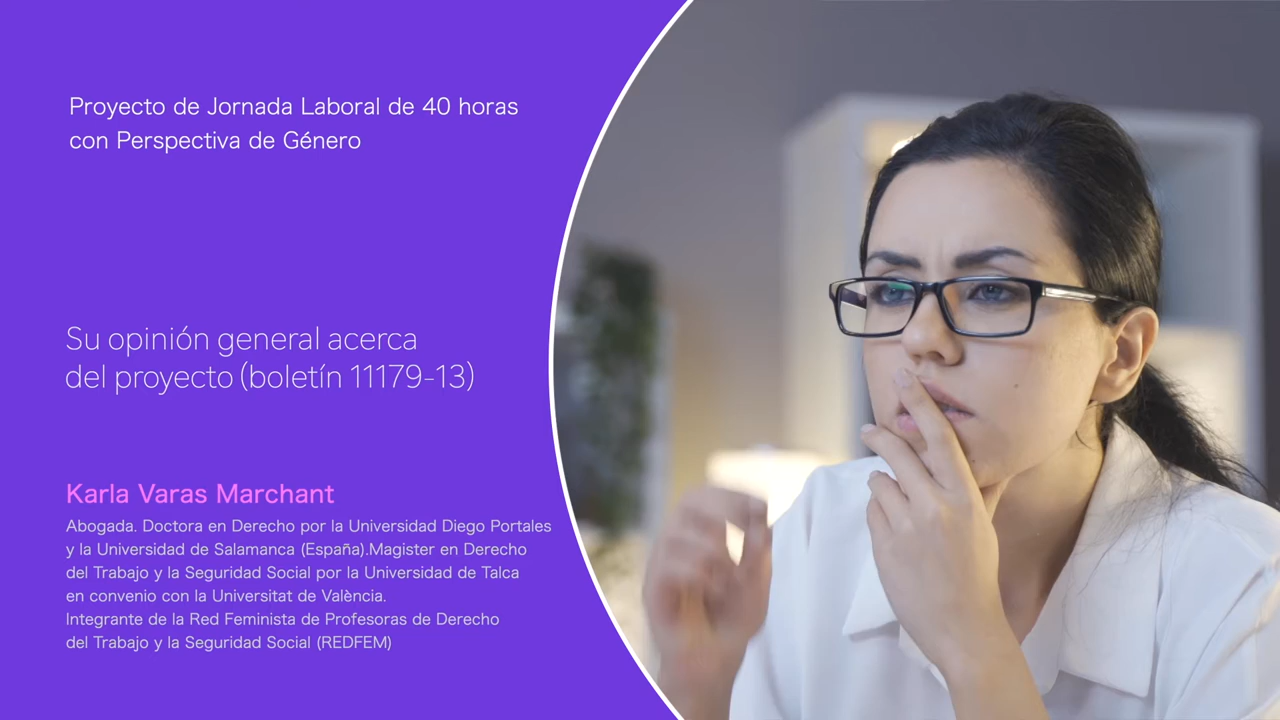 Proyecto de Jornada Laboral de 40 horas
con Perspectiva de Género
Su opinión general acerca
del proyecto (boletín 11179-13)
Karla Varas Marchant
Abogada. Doctora en Derecho por la Universidad Diego Portales
y la Universidad de Salamanca (España).Magister en Derecho
del Trabajo y la Seguridad Social por la Universidad de Talca
en convenio con la Universitat de València.
Integrante de la Red Feminista de Profesoras de Derecho
del Trabajo y la Seguridad Social (REDFEM)